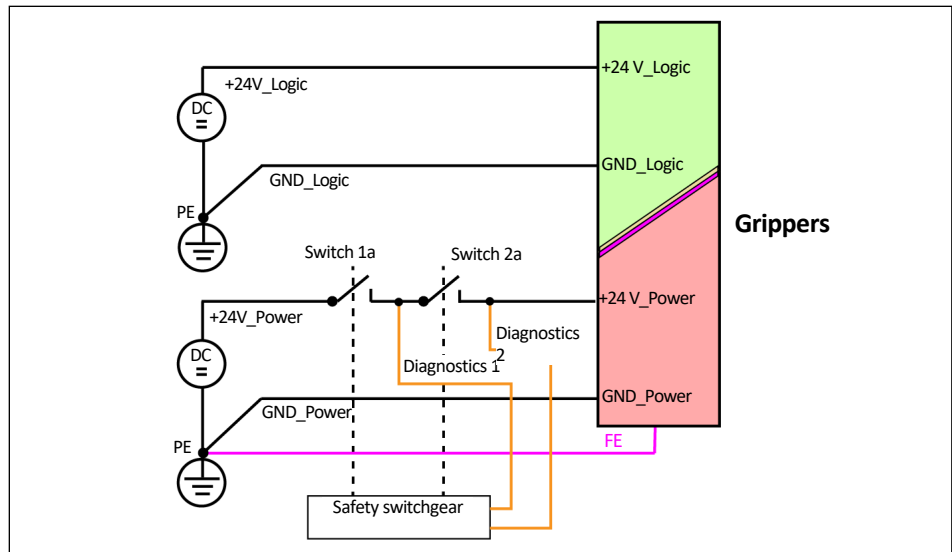 +24V_Logic
+24 V_Logic
DC
=
GND_Logic
GND_Logic
PE
Grippers
Switch 1a
Switch 2a
+24V_Power
+24 V_Power
Diagnostics
2
DC
=
Diagnostics 1
GND_Power
GND_Power
PE
FE
Safety switchgear